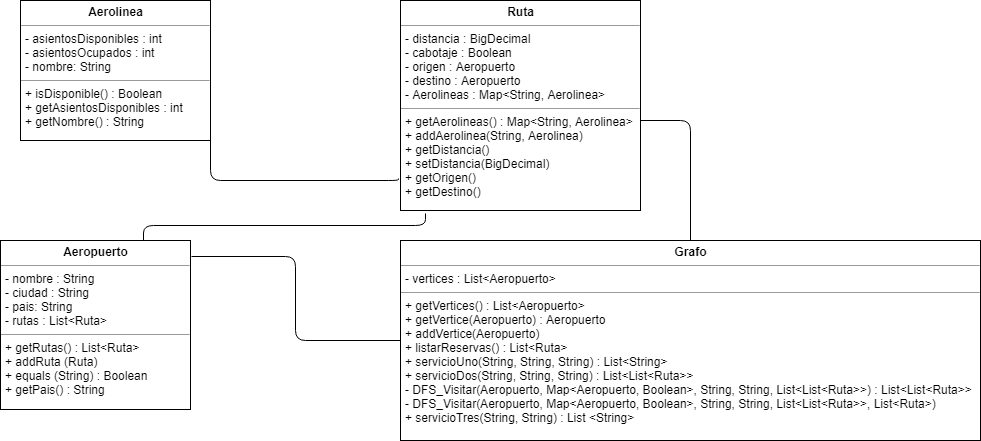 Aerolinea
- asientosDisponibles : int
- asientosOcupados : int
- nombre: String
+ isDisponible() : Boolean
+ getAsientosDisponibles : int
+ getNombre() : String
Ruta
- distancia : BigDecimal
- cabotaje : Boolean
- origen : Aeropuerto
- destino : Aeropuerto
- Aerolineas : Map<String, Aerolinea>
+ getAerolineas() : Map<String, Aerolinea>
+ addAerolinea(String, Aerolinea)
+ getDistancia()
+ setDistancia(BigDecimal)
+ getOrigen()
+ getDestino()
Aeropuerto
- nombre : String
- ciudad : String
- pais: String
- rutas : List<Ruta>
+ getRutas() : List<Ruta>
+ addRuta (Ruta)
+ equals (String) : Boolean
+ getPais() : String
Grafo
- vertices : List<Aeropuerto>
+ getVertices() : List<Aeropuerto>
+ getVertice(Aeropuerto) : Aeropuerto
+ addVertice(Aeropuerto)
+ listarReservas() : List<Ruta>
+ servicioUno(String, String, String) : List<String>
+ servicioDos(String, String, String) : List<List<Ruta>>
- DFS_Visitar(Aeropuerto, Map<Aeropuerto, Boolean>, String, String, List<List<Ruta>>) : List<List<Ruta>>
- DFS_Visitar(Aeropuerto, Map<Aeropuerto, Boolean>, String, String, List<List<Ruta>>, List<Ruta>)
+ servicioTres(String, String) : List <String>